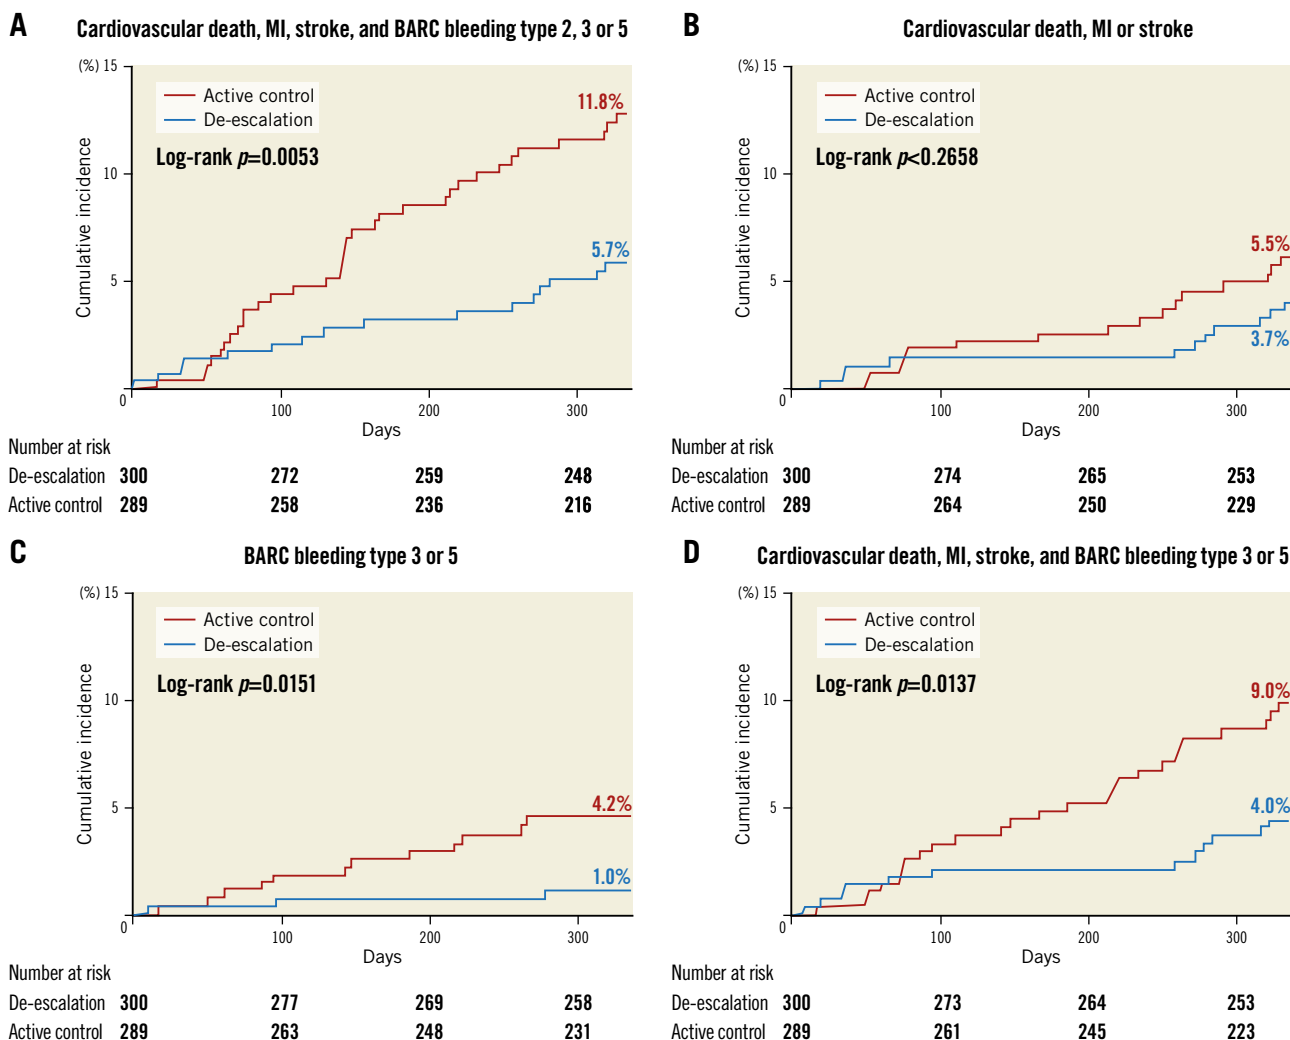 A Cardiovascular death, MI, stroke, and BARC bleeding type 2, 3 or 5
(%) 15
Active control
De-escalation
Log-rank p=0.0053
11.8%
5.7%
10
5
0
Cumulative incidence
100 200 300
Days
Number at risk
De-escalation 300 272 259 248
Active control 289 258 236 216
B Cardiovascular death, MI or stroke
(%) 15
Active control
De-escalation
Log-rank p<0.2658
5.5%
3.7%
10
5
0
Cumulative incidence
100 200 300
Days
Number at risk
De-escalation 300 274 265 253
Active control 289 264 250 229
C BARC bleeding type 3 or 5
(%) 15
Active control
De-escalation
Log-rank p=0.0151
4.2%
1.0%
10
5
0
Cumulative incidence
100 200 300
Days
Number at risk
De-escalation 300 277 269 258
Active control 289 263 248 231
D Cardiovascular death, MI, stroke, and BARC bleeding type 3 or 5
(%) 15
Active control
De-escalation
Log-rank p=0.0137
9.0%
4.0%
10
5
0
Cumulative incidence
100 200 300
Days
Number at risk
De-escalation 300 273 264 253
Active control 289 261 245 223